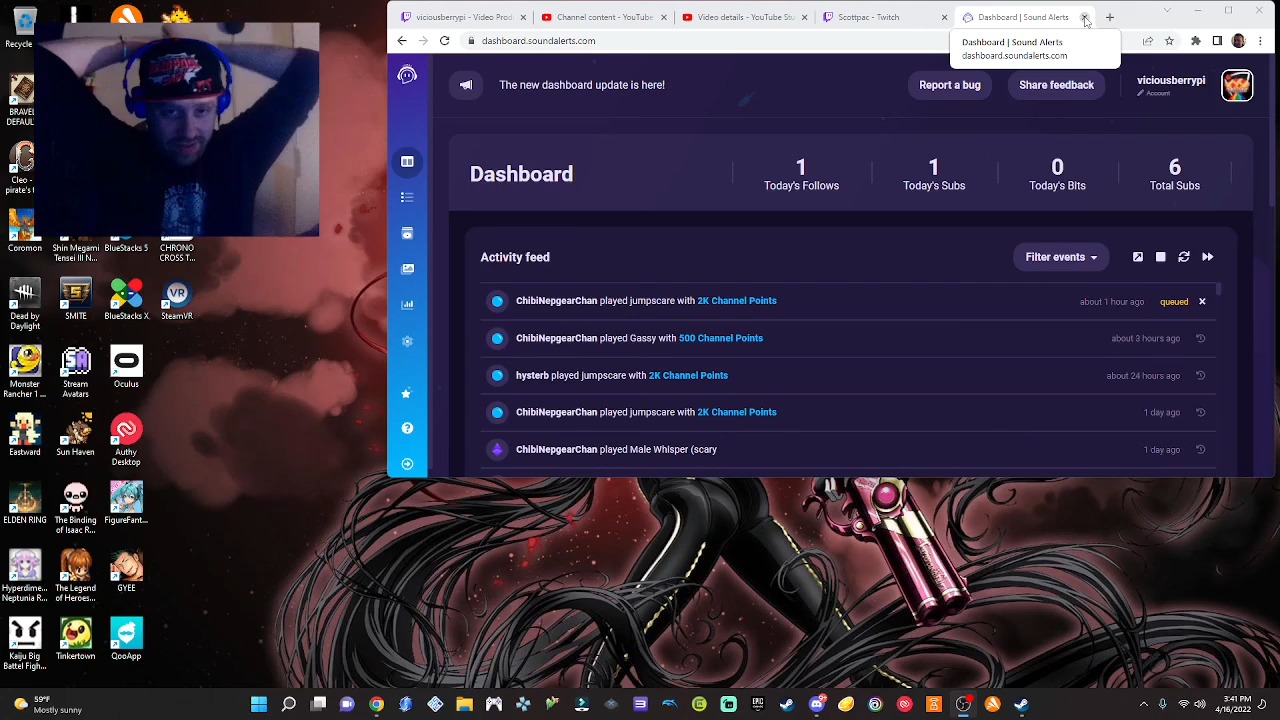 viciousberrypi - Video Prod
Channel content - YouTube
Video details - YouTube Stu
Scottpac - Twitch
Dashboard | Sound Alerts
dashboard.soundalerts.com
Dashboard | Sound Alerts
dashboard.soundalerts.com
The new dashboard update is here!
Report a bug
Share feedback
viciousberrypi
Account
Dashboard
1
Today's Follows
1
Today's Subs
0
Today's Bits
6
Total Subs
Activity feed
Filter events
ChibiNepgearChan played jumpscare with 2K Channel Points
about 1 hour ago
queued
ChibiNepgearChan played Gassy with 500 Channel Points
about 3 hours ago
hysterb played jumpscare with 2K Channel Points
about 24 hours ago
ChibiNepgearChan played jumpscare with 2K Channel Points
1 day ago
ChibiNepgearChan played Male Whisper (scary
1 day ago
Recycle
BRAVEL
DEFAUL
Cleo -
pirate's
Coromon
Shin Megami
Tensei III N...
BlueStacks 5
CHRONO
CROSS T...
Dead by
Daylight
SMITE
BlueStacks X
SteamVR
Monster
Rancher 1 ...
Stream
Avatars
Oculus
Eastward
Sun Haven
Authy
Desktop
ELDEN RING
The Binding
of Isaac R...
FigureFant...
Hyperdime...
Neptunia R...
The Legend
of Heroes...
GYEE
Kaiju Big
Battel Figh...
Tinkertown
QooApp
59°F
Mostly sunny
3:41 PM
4/16/2022